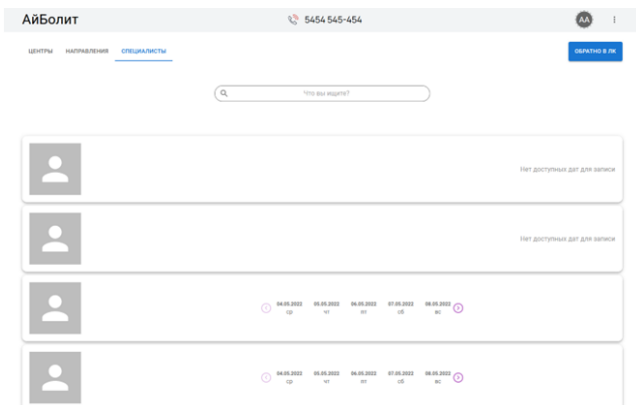 АйБолит
5454 545-454
АА
ЦЕНТРЫ НАПРАВЛЕНИЯ СПЕЦИАЛИСТЫ
ОБРАТНО В ЛК
Что вы ищите?
Нет доступных дат для записи
Нет доступных дат для записи
04.05.2022 05.05.2022 06.05.2022 07.05.2022 08.05.2022
ср чт пт сб вс
04.05.2022 05.05.2022 06.05.2022 07.05.2022 08.05.2022
ср чт пт сб вс